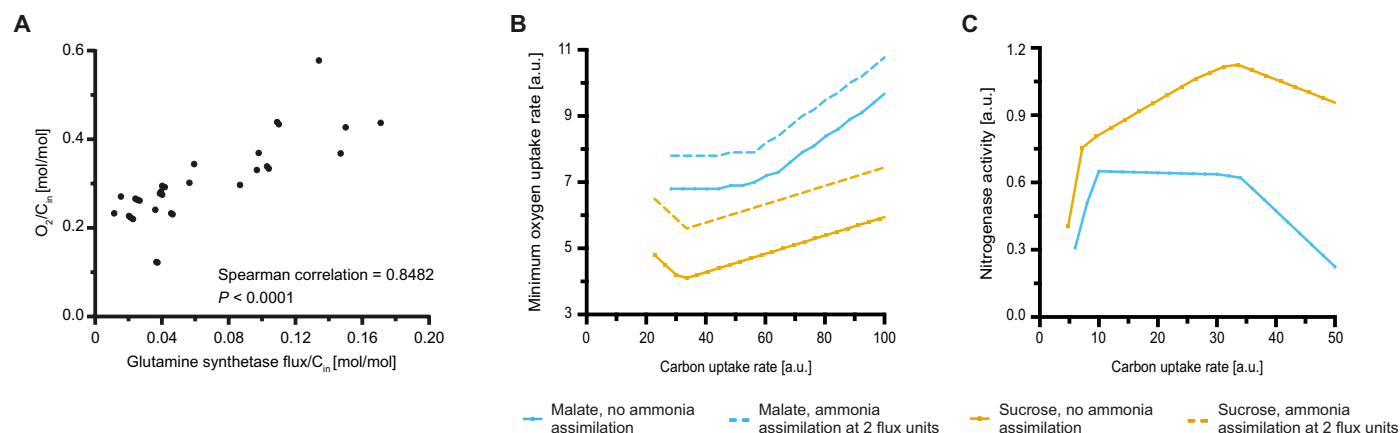 A
O2/Cin [mol/mol]
0.6
0.4
0.2
0.0
Spearman correlation = 0.8482
P < 0.0001
0
0.04
0.08
0.12
0.16
0.20
Glutamine synthetase flux/Cin [mol/mol]
B
Minimum oxygen uptake rate [a.u.]
11
9
7
5
3
0
20
40
60
80
100
Carbon uptake rate [a.u.]
C
Nitrogenase activity [a.u.]
1.2
0.9
0.6
0.3
0.0
0
10
20
30
40
50
Carbon uptake rate [a.u.]
Malate, no ammonia
assimilation
Malate, ammonia
assimilation at 2 flux units
Sucrose, no ammonia
assimilation
Sucrose, ammonia
assimilation at 2 flux units